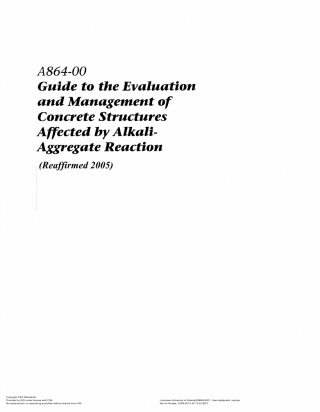 A864-00
Guide to the Evaluation
and Management of
Concrete Structures
Affected by Alkali-
Aggregate Reaction
(Reaffirmed 2005)